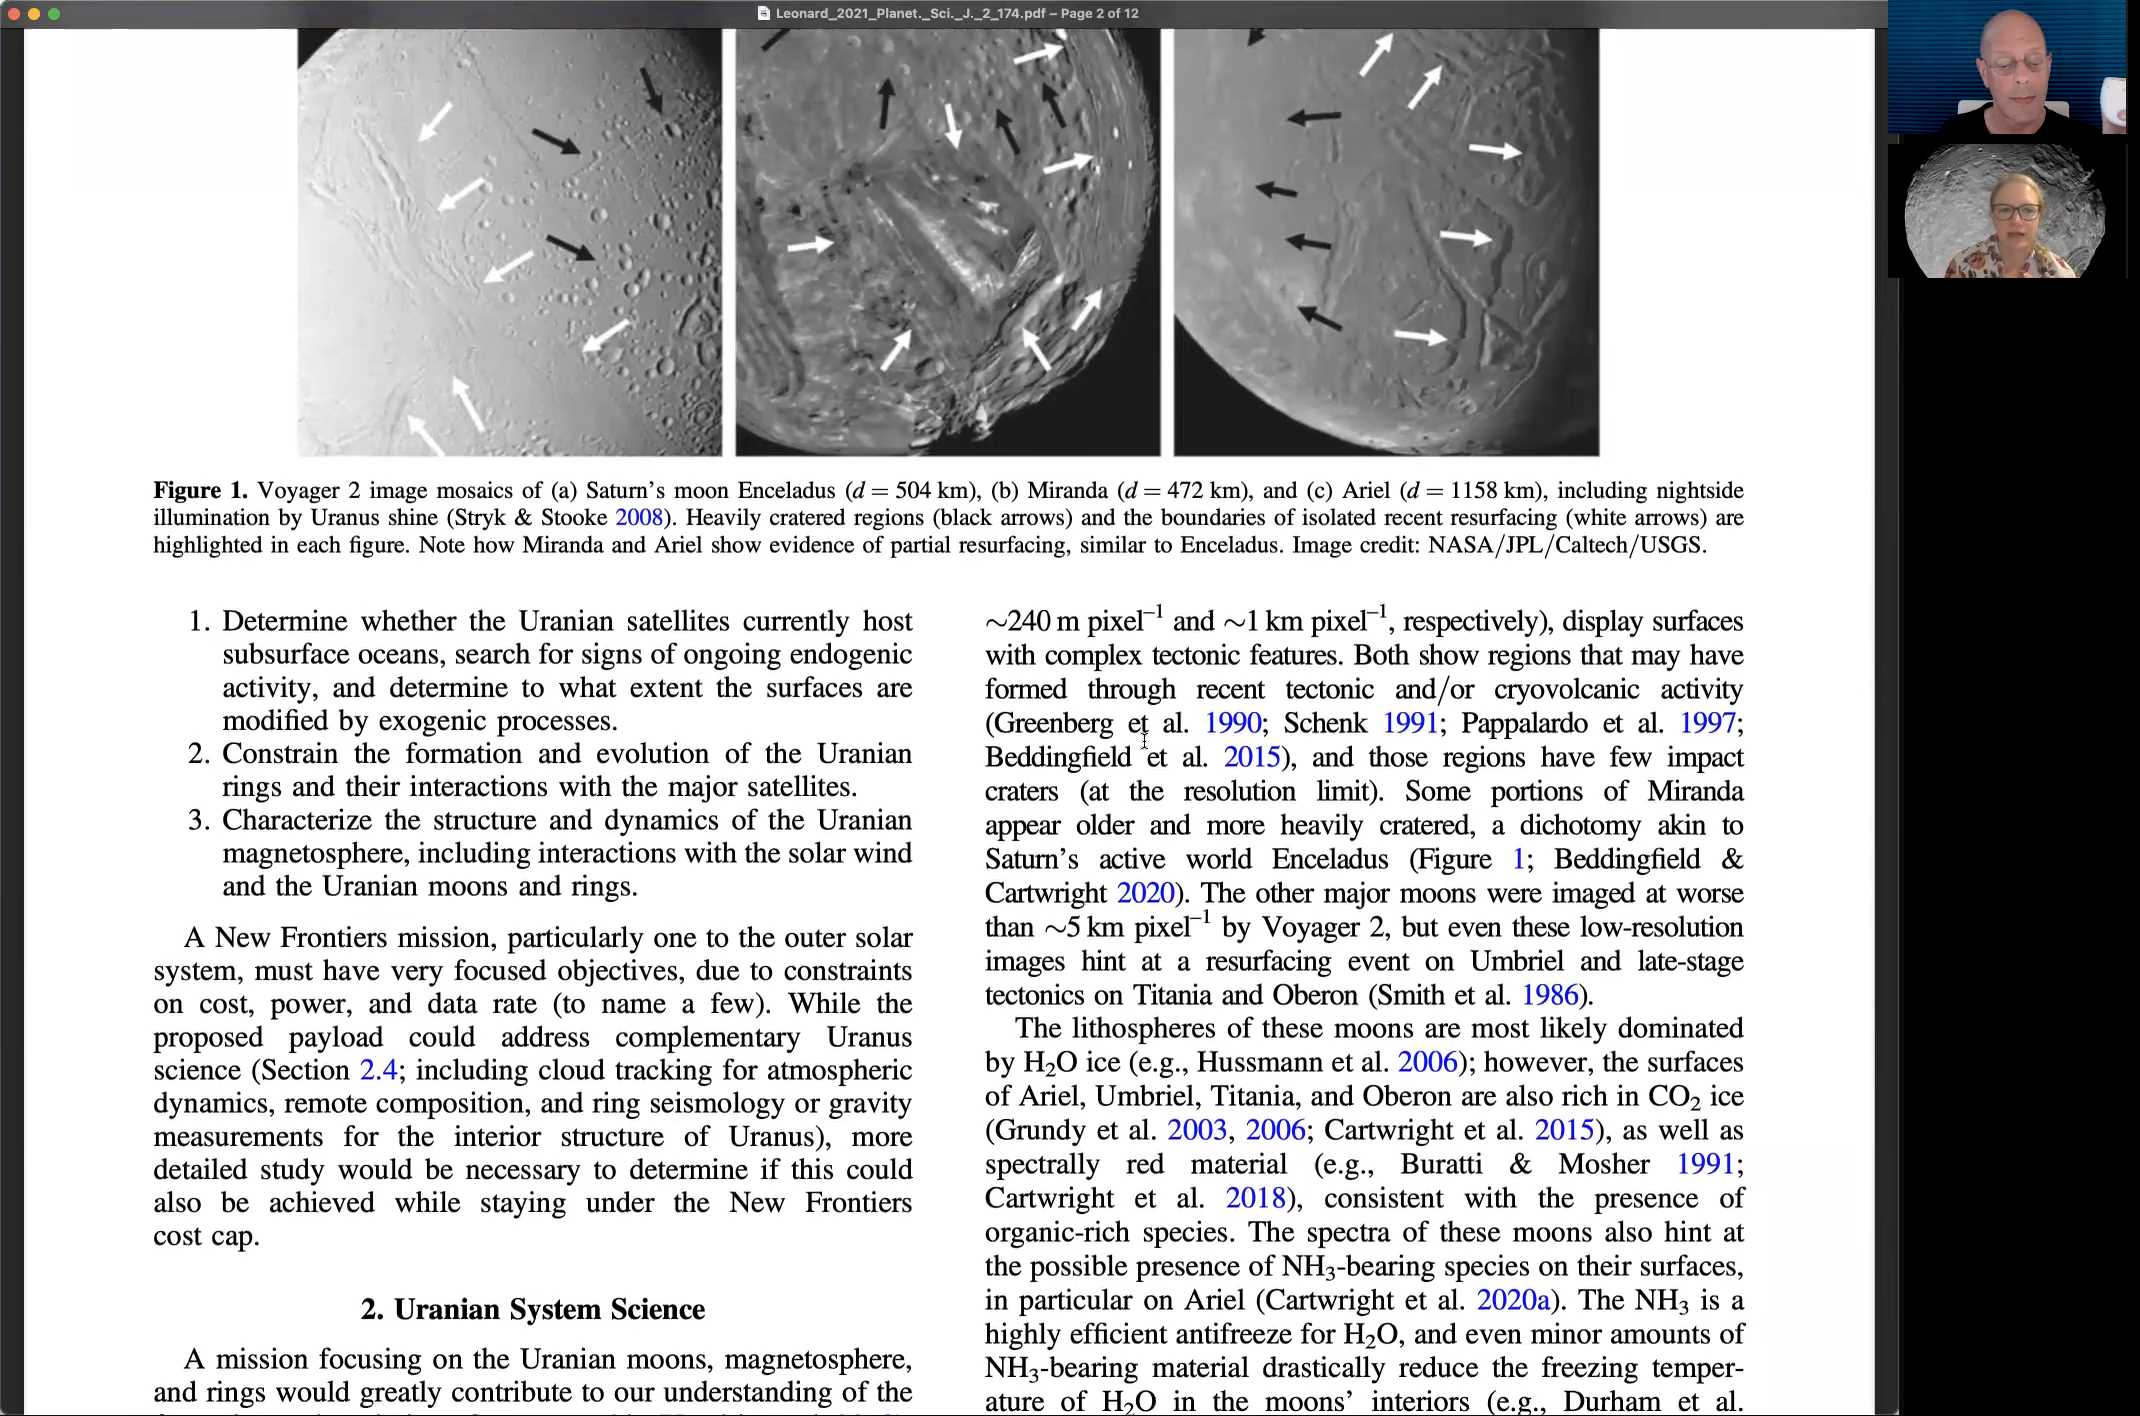 Leonard_2021_Planet._Sci._J._2_174.pdf – Page 2 of 12
Figure 1. Voyager 2 image mosaics of (a) Saturn’s moon Enceladus (d = 504 km), (b) Miranda (d = 472 km), and (c) Ariel (d = 1158 km), including nightside
illumination by Uranus shine (Stryk & Stooke 2008). Heavily cratered regions (black arrows) and the boundaries of isolated recent resurfacing (white arrows) are
highlighted in each figure. Note how Miranda and Ariel show evidence of partial resurfacing, similar to Enceladus. Image credit: NASA/JPL/Caltech/USGS.
1. Determine whether the Uranian satellites currently host
subsurface oceans, search for signs of ongoing endogenic
activity, and determine to what extent the surfaces are
modified by exogenic processes.
2. Constrain the formation and evolution of the Uranian
rings and their interactions with the major satellites.
3. Characterize the structure and dynamics of the Uranian
magnetosphere, including interactions with the solar wind
and the Uranian moons and rings.
A New Frontiers mission, particularly one to the outer solar
system, must have very focused objectives, due to constraints
on cost, power, and data rate (to name a few). While the
proposed payload could address complementary Uranus
science (Section 2.4; including cloud tracking for atmospheric
dynamics, remote composition, and ring seismology or gravity
measurements for the interior structure of Uranus), more
detailed study would be necessary to determine if this could
also be achieved while staying under the New Frontiers
cost cap.
2. Uranian System Science
A mission focusing on the Uranian moons, magnetosphere,
and rings would greatly contribute to our understanding of the
∼240 m pixel⁻¹ and ∼1 km pixel⁻¹, respectively), display surfaces
with complex tectonic features. Both show regions that may have
formed through recent tectonic and/or cryovolcanic activity
(Greenberg et al. 1990; Schenk 1991; Pappalardo et al. 1997;
Beddingfield et al. 2015), and those regions have few impact
craters (at the resolution limit). Some portions of Miranda
appear older and more heavily cratered, a dichotomy akin to
Saturn’s active world Enceladus (Figure 1; Beddingfield &
Cartwright 2020). The other major moons were imaged at worse
than ∼5 km pixel⁻¹ by Voyager 2, but even these low-resolution
images hint at a resurfacing event on Umbriel and late-stage
tectonics on Titania and Oberon (Smith et al. 1986).
The lithospheres of these moons are most likely dominated
by H₂O ice (e.g., Hussmann et al. 2006); however, the surfaces
of Ariel, Umbriel, Titania, and Oberon are also rich in CO₂ ice
(Grundy et al. 2003, 2006; Cartwright et al. 2015), as well as
spectrally red material (e.g., Buratti & Mosher 1991;
Cartwright et al. 2018), consistent with the presence of
organic-rich species. The spectra of these moons also hint at
the possible presence of NH₃-bearing species on their surfaces,
in particular on Ariel (Cartwright et al. 2020a). The NH₃ is a
highly efficient antifreeze for H₂O, and even minor amounts of
NH₃-bearing material drastically reduce the freezing temper-
ature of H₂O in the moons’ interiors (e.g., Durham et al.